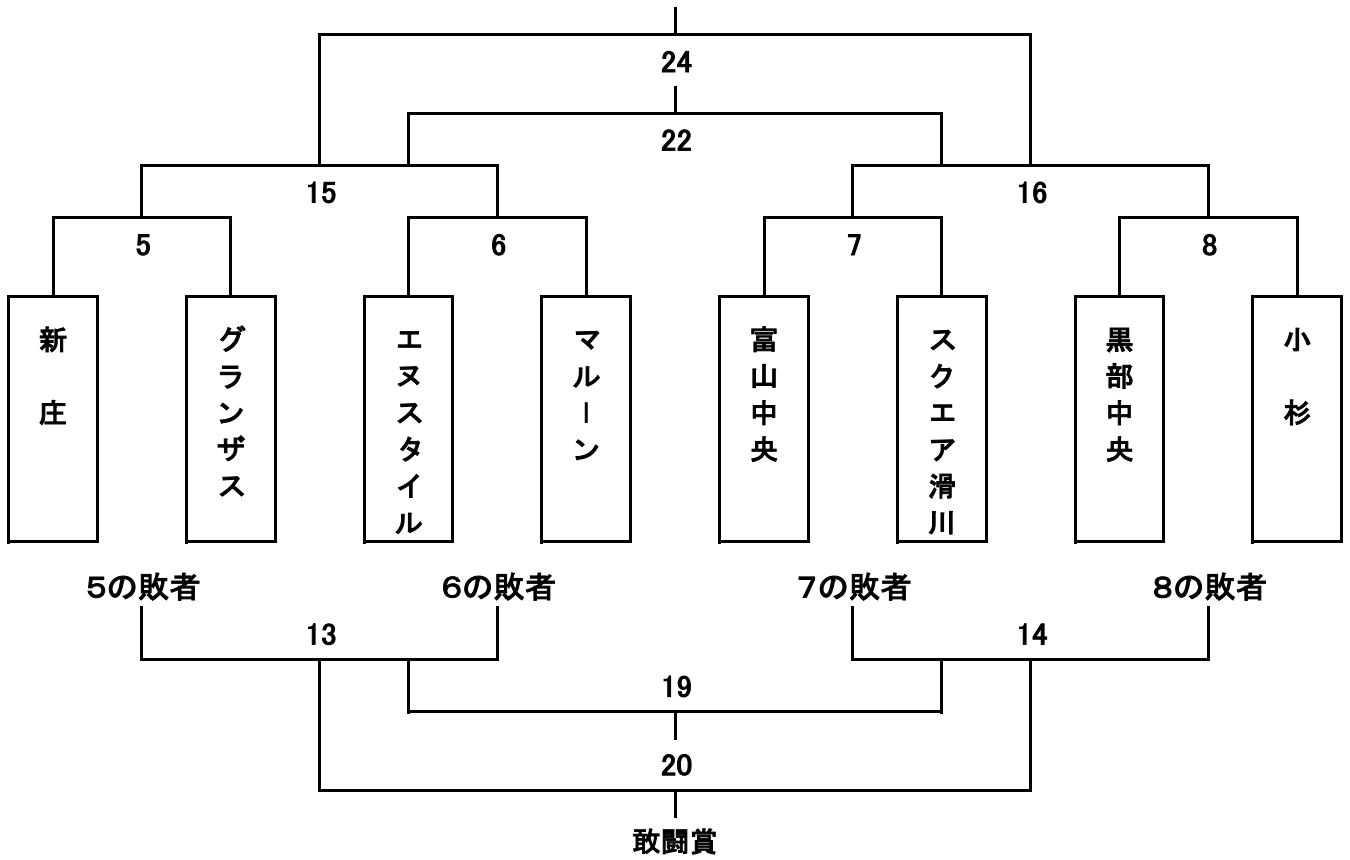 24
22
15
16
5
6
7
8
新庄
グランザス
エヌスタイル
マルーン
富山中央
スクエア滑川
黒部中央
小杉
５の敗者
６の敗者
７の敗者
８の敗者
13
14
19
20
敢闘賞